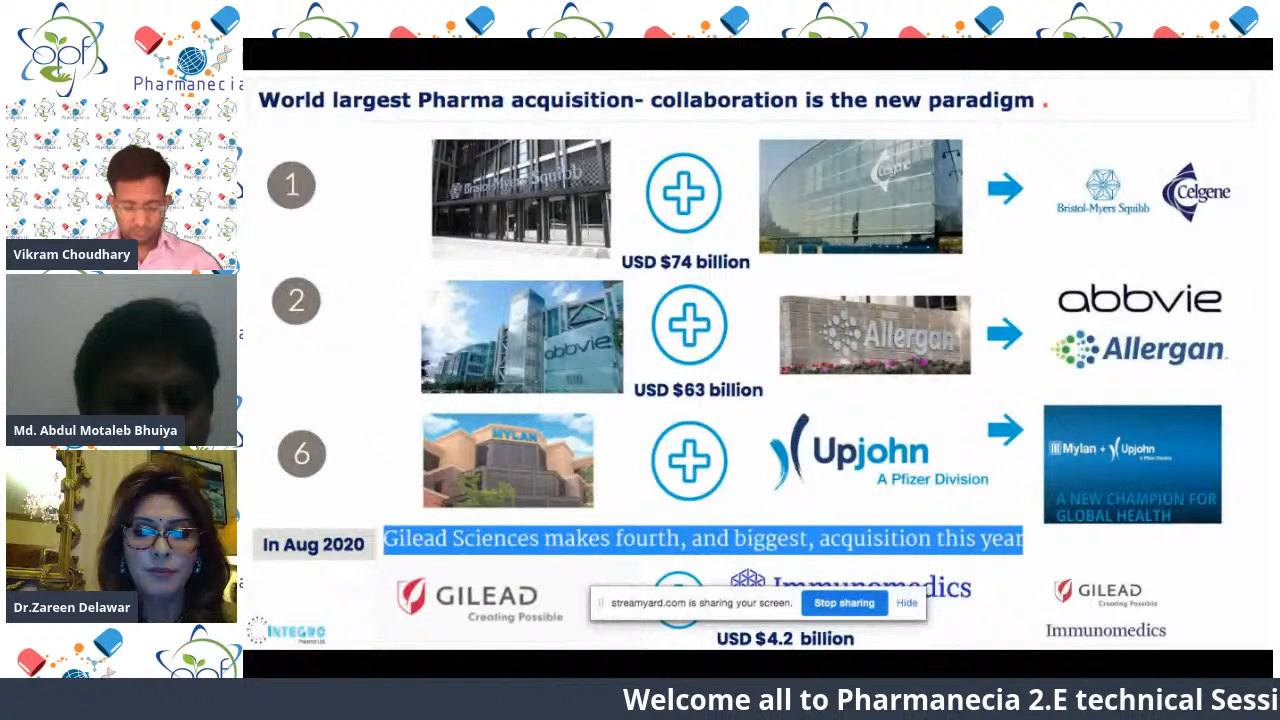 opf
Pharmanecia
World largest Pharma acquisition- collaboration is the new paradigm .
1
Bristol-Myers Squibb
Celgene
Bristol-Myers Squibb
Celgene
USD $74 billion
2
abbvie
Allergan
abbvie
Allergan
USD $63 billion
6
MYLAN
Upjohn
A Pfizer Division
Mylan + Upjohn
A Pfizer Division
A NEW CHAMPION FOR
GLOBAL HEALTH
In Aug 2020
Gilead Sciences makes fourth, and biggest, acquisition this year
GILEAD
Creating Possible
Immunomedics
GILEAD
Creating Possible
Immunomedics
streamyard.com is sharing your screen.
Stop sharing
Hide
USD $4.2 billion
Vikram Choudhary
Md. Abdul Motaleb Bhuiya
Dr.Zareen Delawar
Welcome all to Pharmanecia 2.E technical Sessi